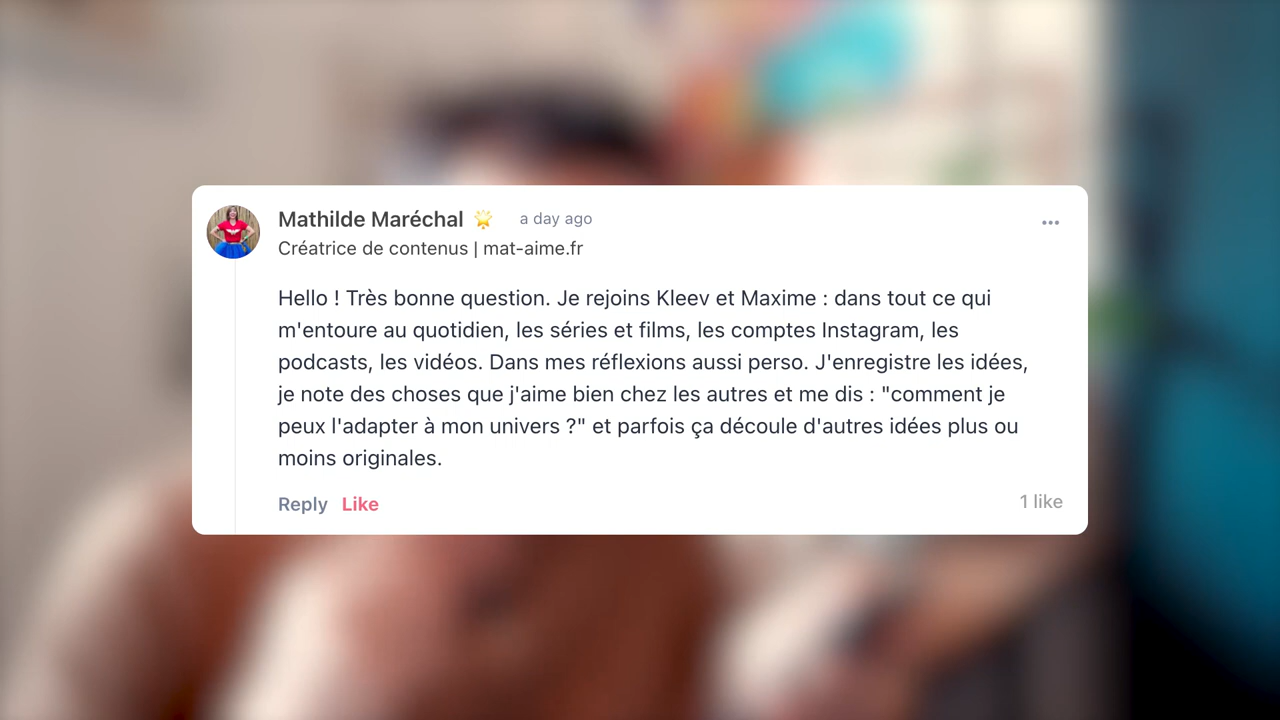 Mathilde Maréchal 🌟 a day ago
Créatrice de contenus | mat-aime.fr
Hello ! Très bonne question. Je rejoins Kleev et Maxime : dans tout ce qui
m'entoure au quotidien, les séries et films, les comptes Instagram, les
podcasts, les vidéos. Dans mes réflexions aussi perso. J'enregistre les idées,
je note des choses que j'aime bien chez les autres et me dis : "comment je
peux l'adapter à mon univers ?" et parfois ça découle d'autres idées plus ou
moins originales.
Reply Like 1 like